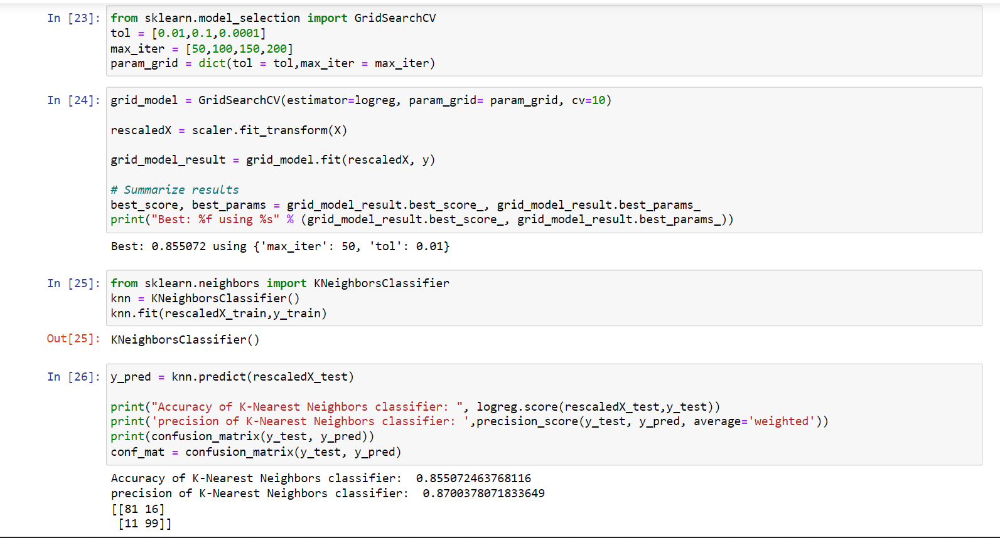 In [23]: from sklearn.model_selection import GridSearchCV
tol = [0.01,0.1,0.0001]
max_iter = [50,100,150,200]
param_grid = dict(tol = tol,max_iter = max_iter)
In [24]: grid_model = GridSearchCV(estimator=logreg, param_grid= param_grid, cv=10)
rescaledX = scaler.fit_transform(X)
grid_model_result = grid_model.fit(rescaledX, y)
# Summarize results
best_score, best_params = grid_model_result.best_score_, grid_model_result.best_params_
print("Best: %f using %s" % (grid_model_result.best_score_, grid_model_result.best_params_))
Best: 0.855072 using {'max_iter': 50, 'tol': 0.01}
In [25]: from sklearn.neighbors import KNeighborsClassifier
knn = KNeighborsClassifier()
knn.fit(rescaledX_train,y_train)
Out[25]: KNeighborsClassifier()
In [26]: y_pred = knn.predict(rescaledX_test)
print("Accuracy of K-Nearest Neighbors classifier: ", logreg.score(rescaledX_test,y_test))
print('precision of K-Nearest Neighbors classifier: ',precision_score(y_test, y_pred, average='weighted'))
print(confusion_matrix(y_test, y_pred))
conf_mat = confusion_matrix(y_test, y_pred)
Accuracy of K-Nearest Neighbors classifier:  0.855072463768116
precision of K-Nearest Neighbors classifier:  0.8700378071833649
[[81 16]
 [11 99]]